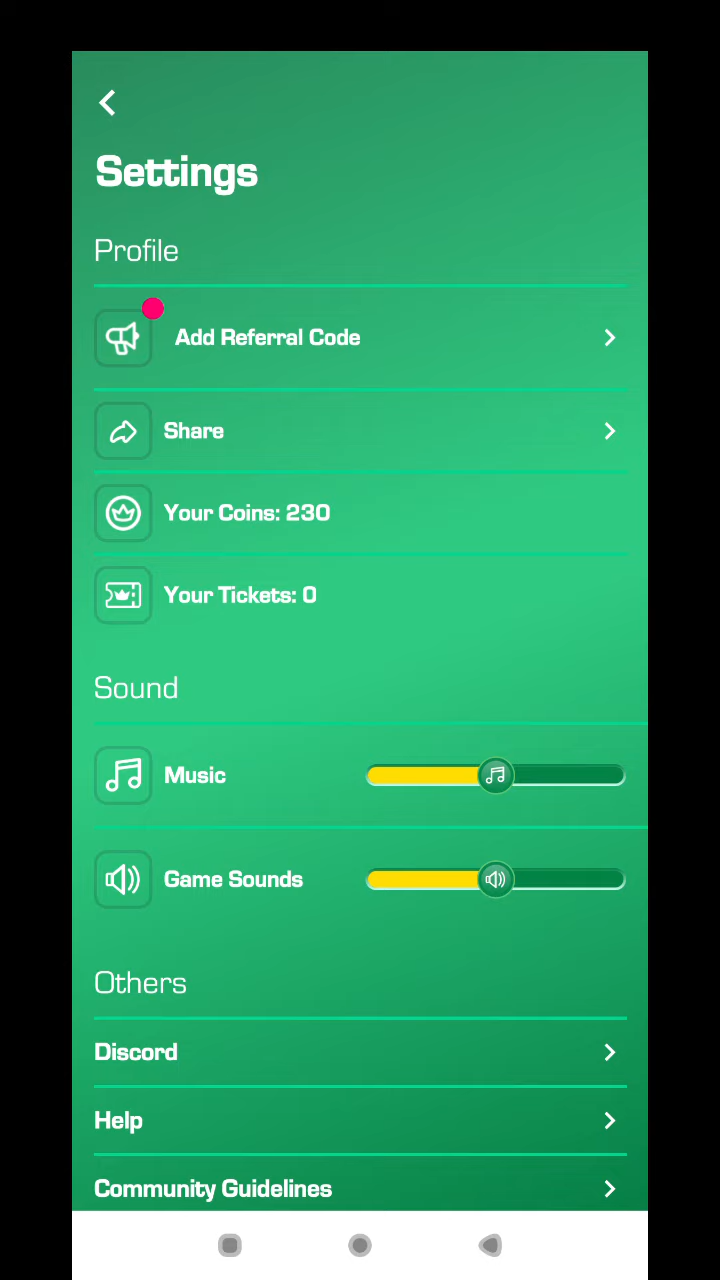 Settings
Profile
Add Referral Code
Share
Your Coins: 230
Your Tickets: 0
Sound
Music
Game Sounds
Others
Discord
Help
Community Guidelines